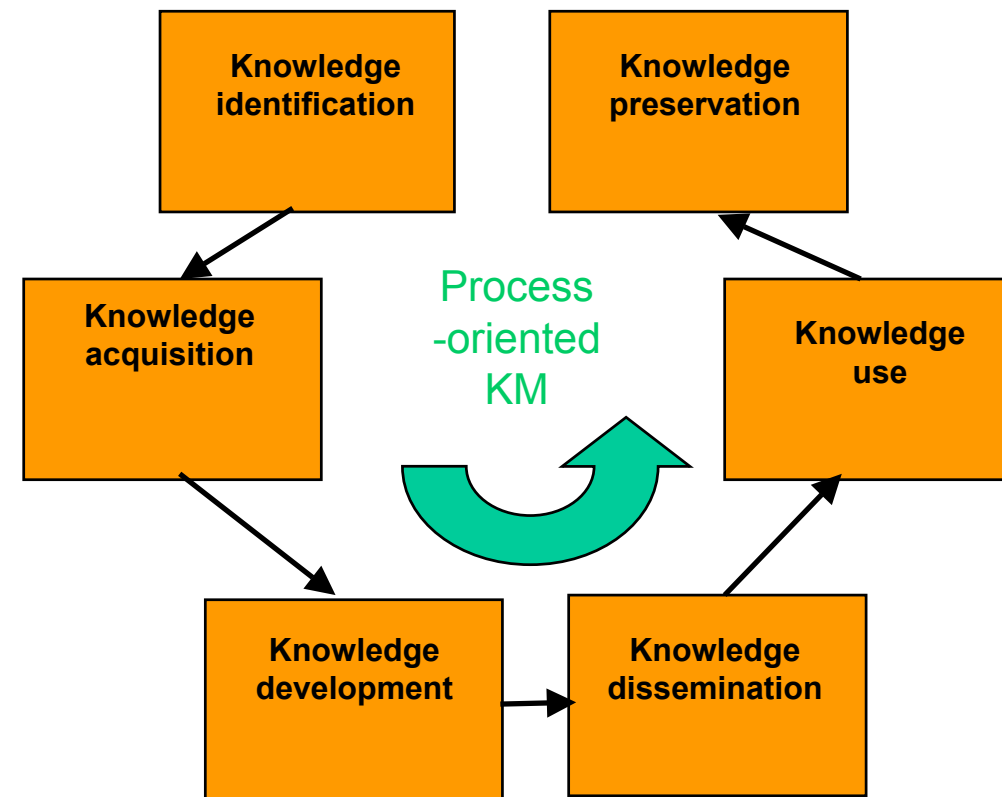 Knowledge
identification
Knowledge
preservation
Knowledge
acquisition
Process
-oriented
KM
Knowledge
use
Knowledge
development
Knowledge
dissemination